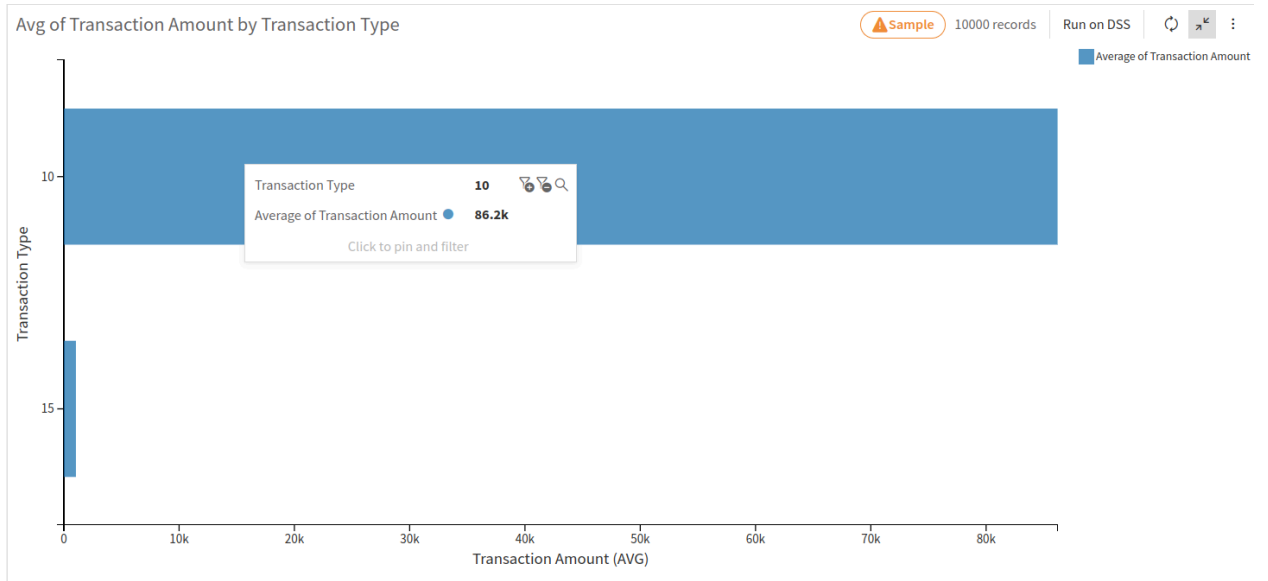 Avg of Transaction Amount by Transaction Type
Sample
10000 records
Run on DSS
Average of Transaction Amount
Transaction Type
10
15
Transaction Type 10
Average of Transaction Amount 86.2k
Click to pin and filter
0 10k 20k 30k 40k 50k 60k 70k 80k
Transaction Amount (AVG)